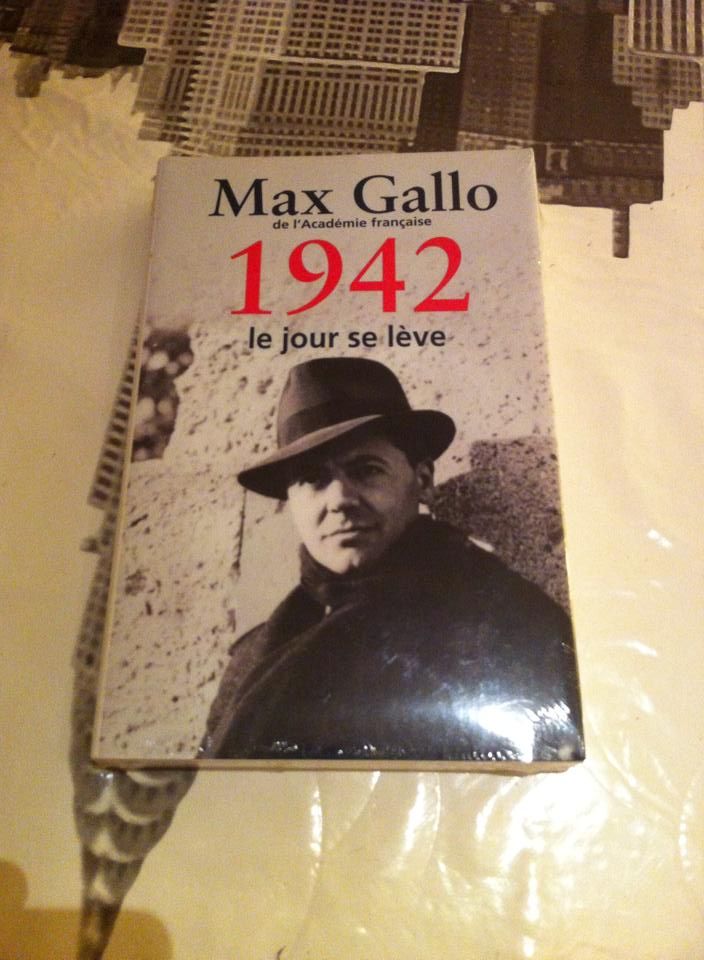 Max Gallo
de l'Académie française
1942
le jour se lève